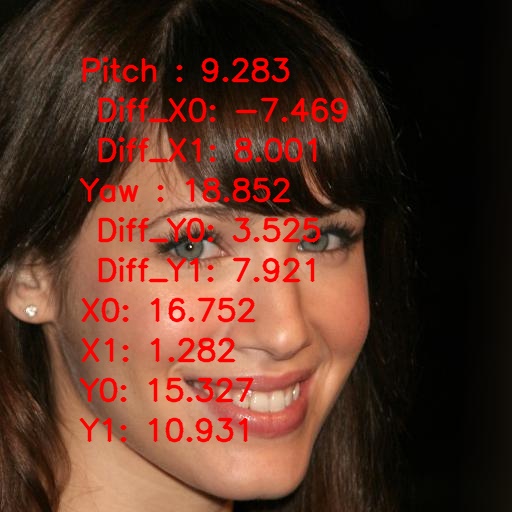 Pitch : 9.283
Diff_X0: -7.469
Diff_X1: 8.001
Yaw : 18.852
Diff_Y0: 3.525
Diff_Y1: 7.921
X0: 16.752
X1: 1.282
Y0: 15.327
Y1: 10.931